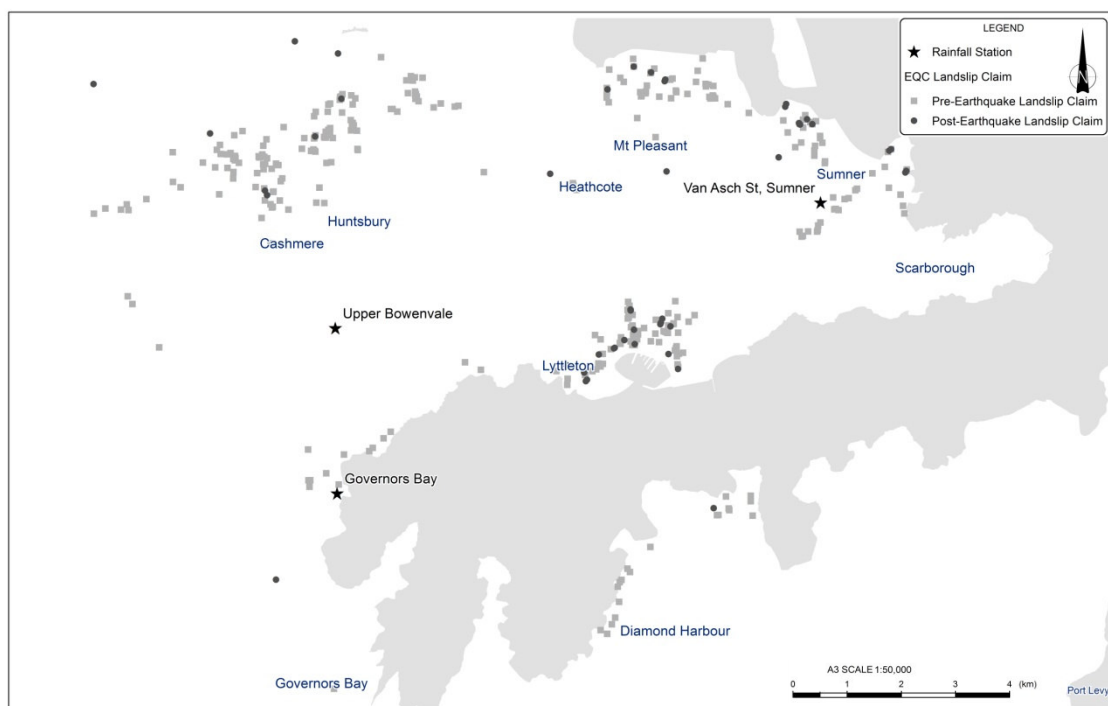 LEGEND
Rainfall Station
N
EQC Landslip Claim
Pre-Earthquake Landslip Claim
Post-Earthquake Landslip Claim
Mt Pleasant
Sumner
Heathcote
Van Asch St, Sumner
Huntsbury
Cashmere
Scarborough
Upper Bowenvale
Lyttleton
Governors Bay
Diamond Harbour
A3 SCALE 1:50,000
Governors Bay
0 1 2 3 4 (km)
Port Levy